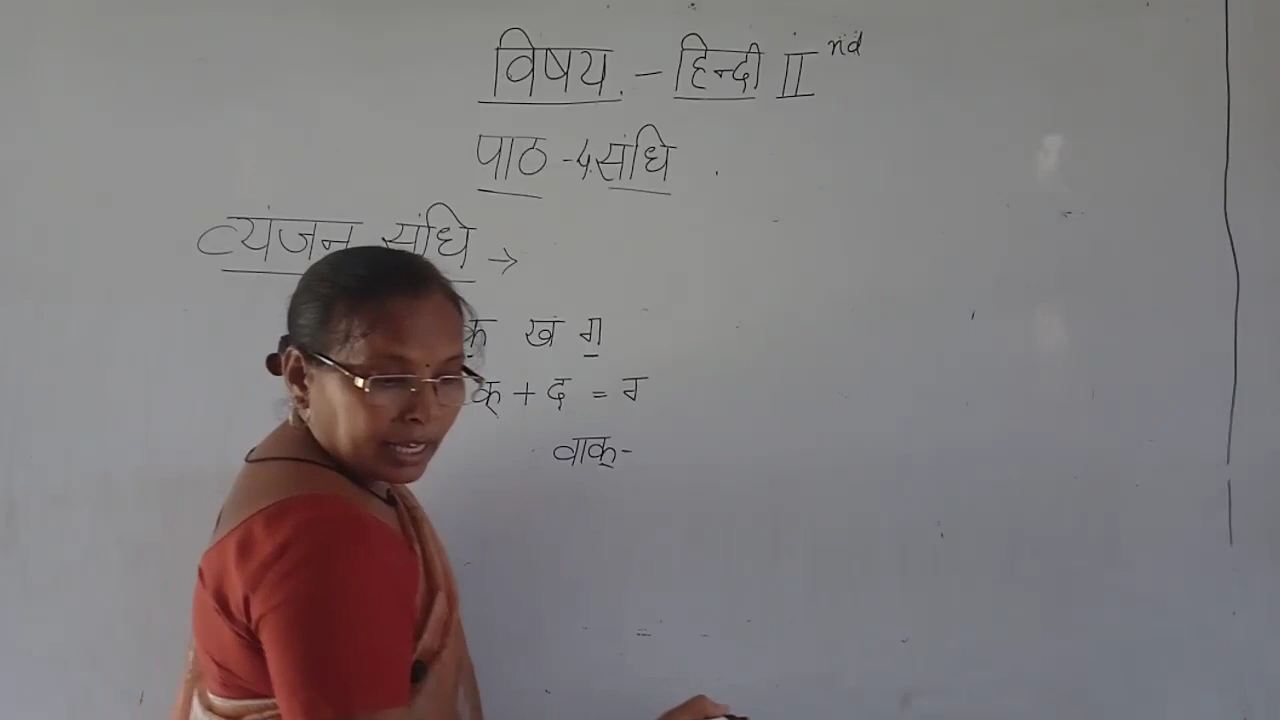 विषय. - हिन्दी II nd
पाठ - 4. संधि
व्यंजन संधि →
क् ख ग्
क् + द = ग
वाक् -